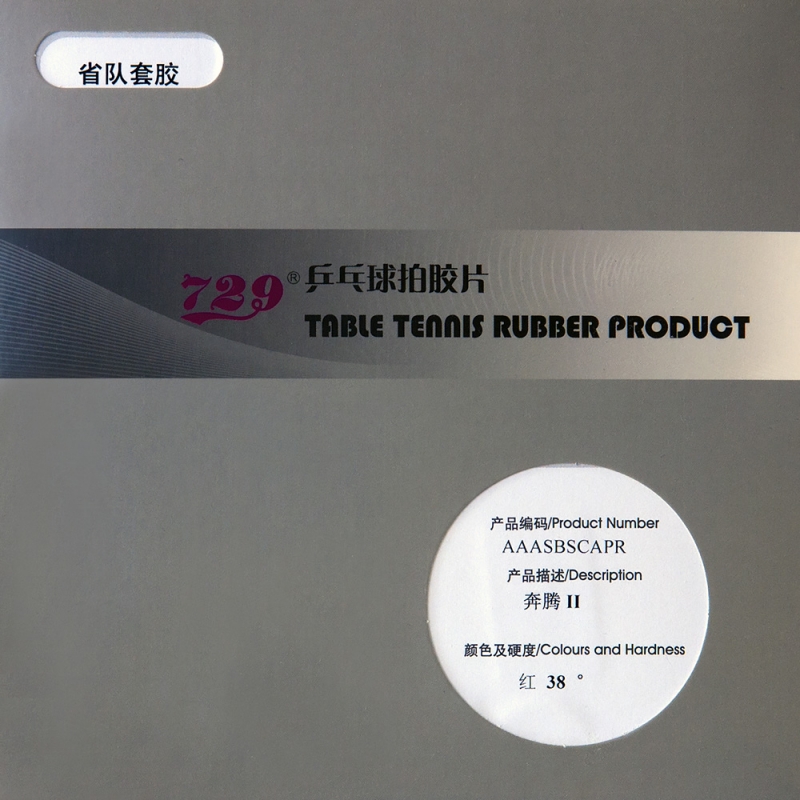 省队套胶
729® 乒乓球拍胶片
TABLE TENNIS RUBBER PRODUCT
产品编码/Product Number
AAASBSCAPR
产品描述/Description
奔腾 II
颜色及硬度/Colours and Hardness
红 38 °